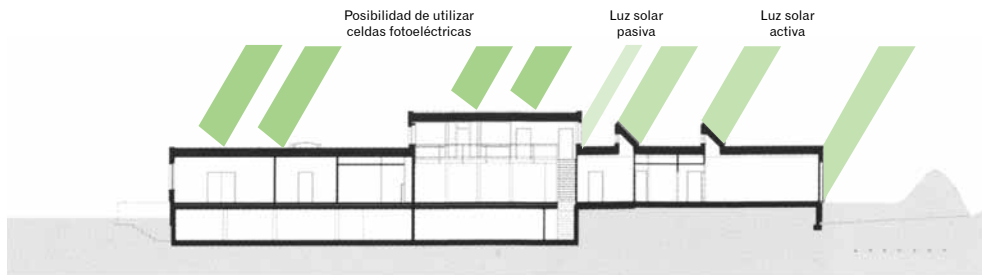 Posibilidad de utilizar
celdas fotoeléctricas
Luz solar
pasiva
Luz solar
activa